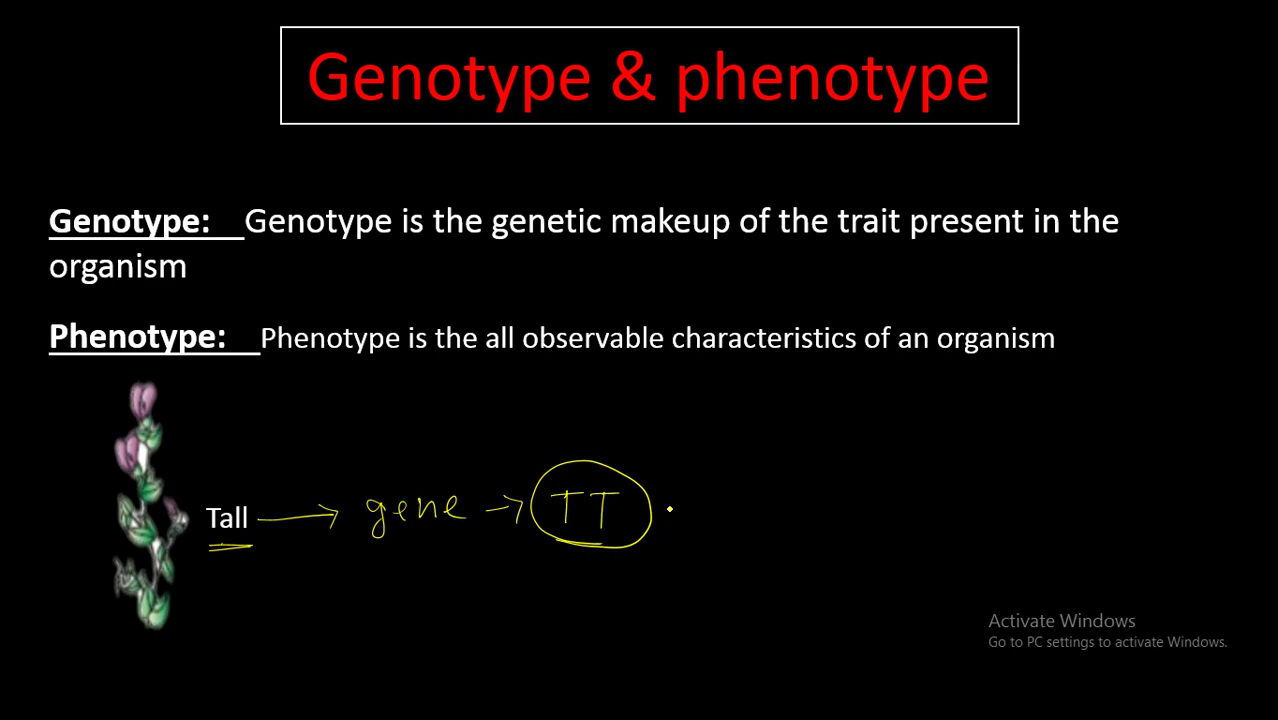 Genotype & phenotype
Genotype: Genotype is the genetic makeup of the trait present in the
organism
Phenotype: Phenotype is the all observable characteristics of an organism
Tall → gene → TT
Activate Windows
Go to PC settings to activate Windows.